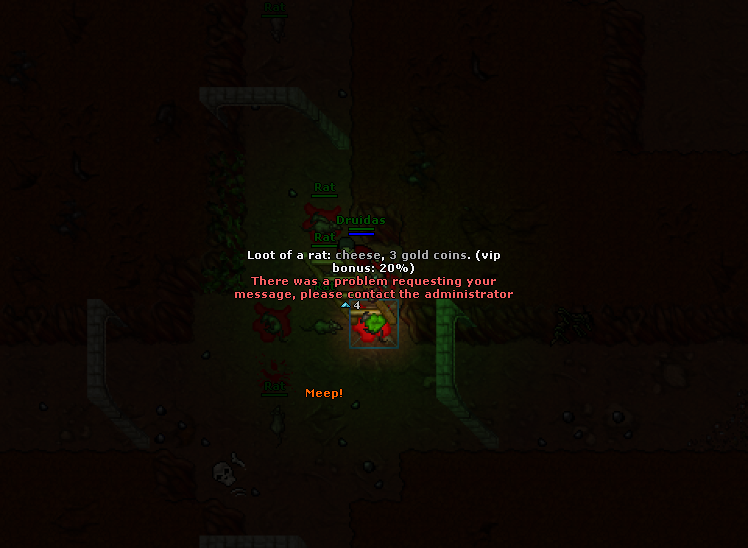 Rat
Rat
Druidas
Rat
Loot of a rat: cheese, 3 gold coins. (vip
bonus: 20%)
There was a problem requesting your
message, please contact the administrator
4
Rat
Meep!